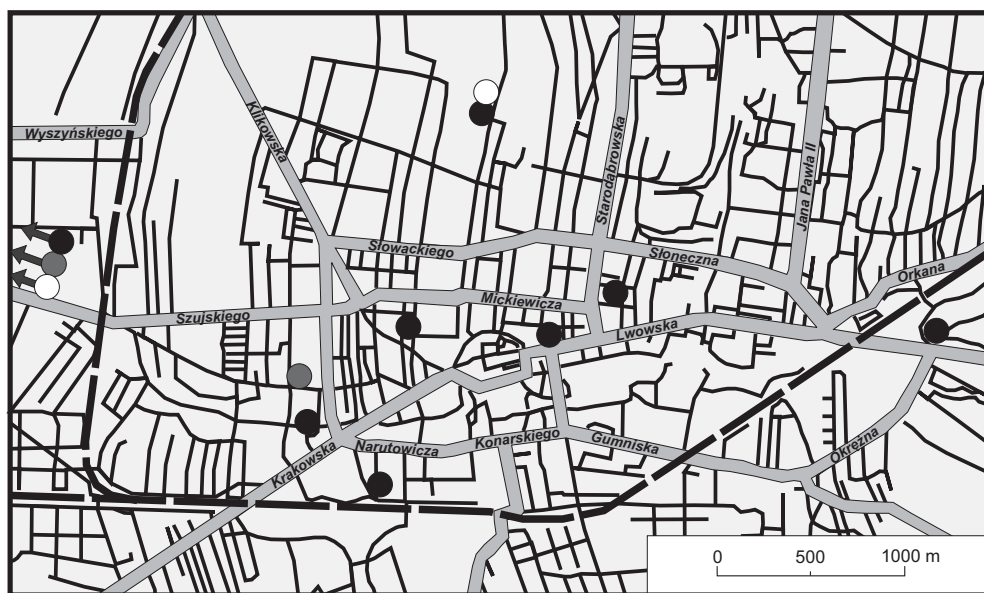 Wyszyńskiego
Klikowska
Starodąbrowska
Jana Pawła II
Słowackiego
Słoneczna
Orkana
Mickiewicza
Szujskiego
Lwowska
Krakowska
Narutowicza
Konarskiego
Gumniska
Okrężna
0 500 1000 m